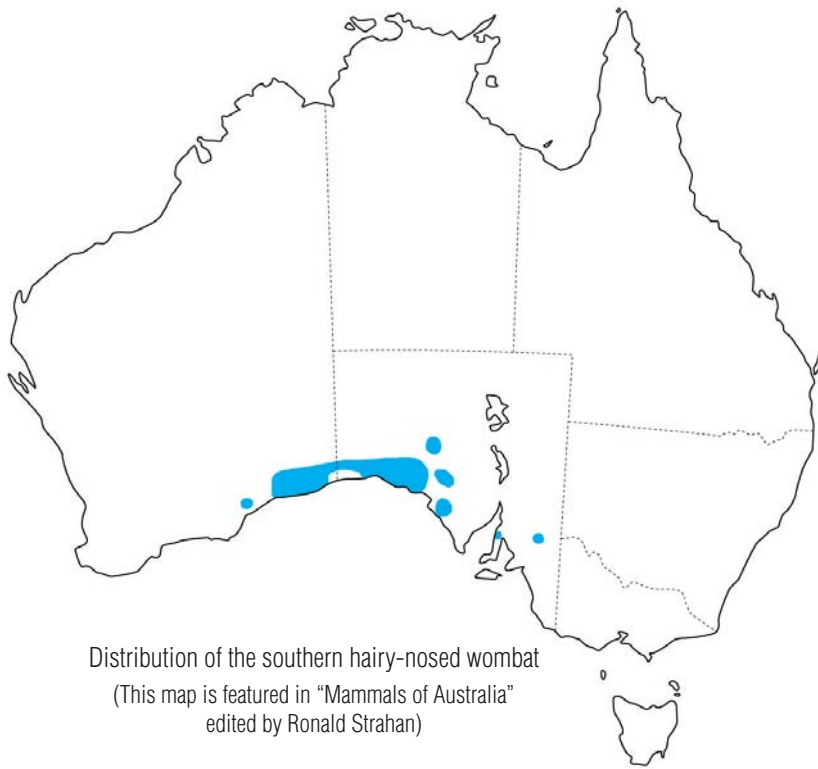 Distribution of the southern hairy-nosed wombat
(This map is featured in “Mammals of Australia”
edited by Ronald Strahan)